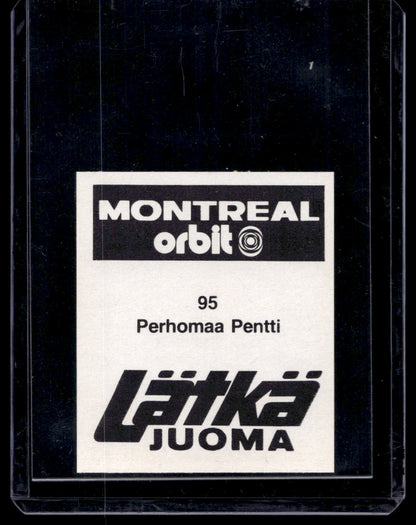 MONTREAL
orbit
95
Perhomaa Pentti
Lätkä
JUOMA